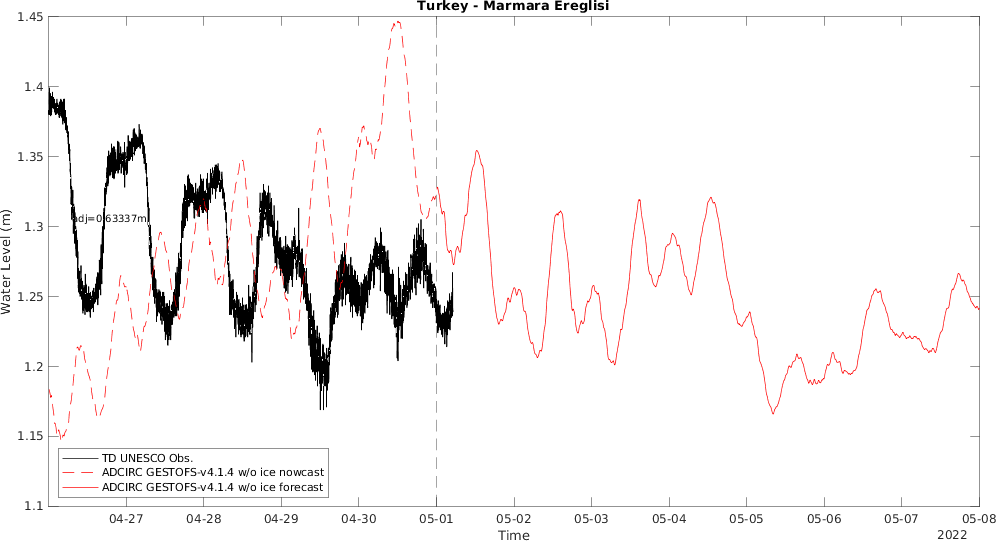 Turkey - Marmara Ereglisi
1.45
1.4
1.35
1.3
1.25
1.2
1.15
1.1
Water Level (m)
adj=0.63337m
TD UNESCO Obs.
ADCIRC GESTOFS-v4.1.4 w/o ice nowcast
ADCIRC GESTOFS-v4.1.4 w/o ice forecast
04-27 04-28 04-29 04-30 05-01 05-02 05-03 05-04 05-05 05-06 05-07 05-08
Time
2022